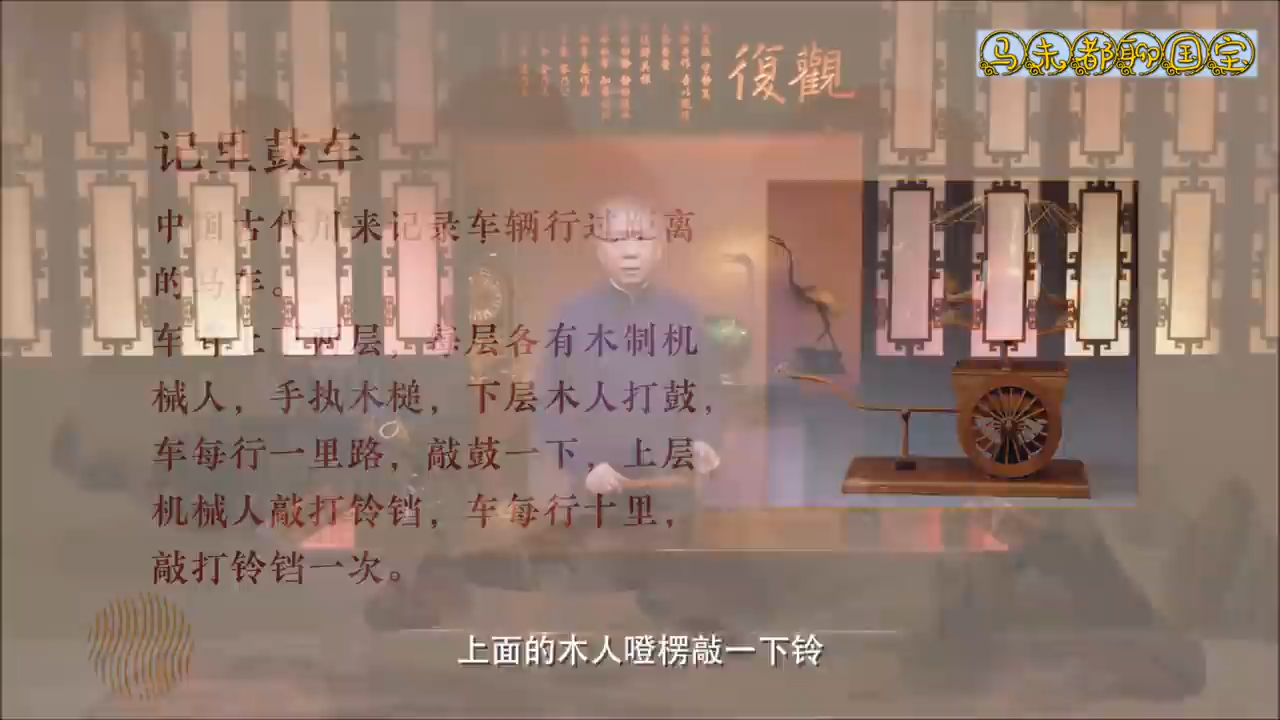 马未都聊国宝
復觀
记里鼓车
中国古代用来记录车辆行过距离
的马车。
车有上下两层，每层各有木制机
械人，手执木槌，下层木人打鼓，
车每行一里路，敲鼓一下，上层
机械人敲打铃铛，车每行十里，
敲打铃铛一次。
上面的木人噔楞敲一下铃